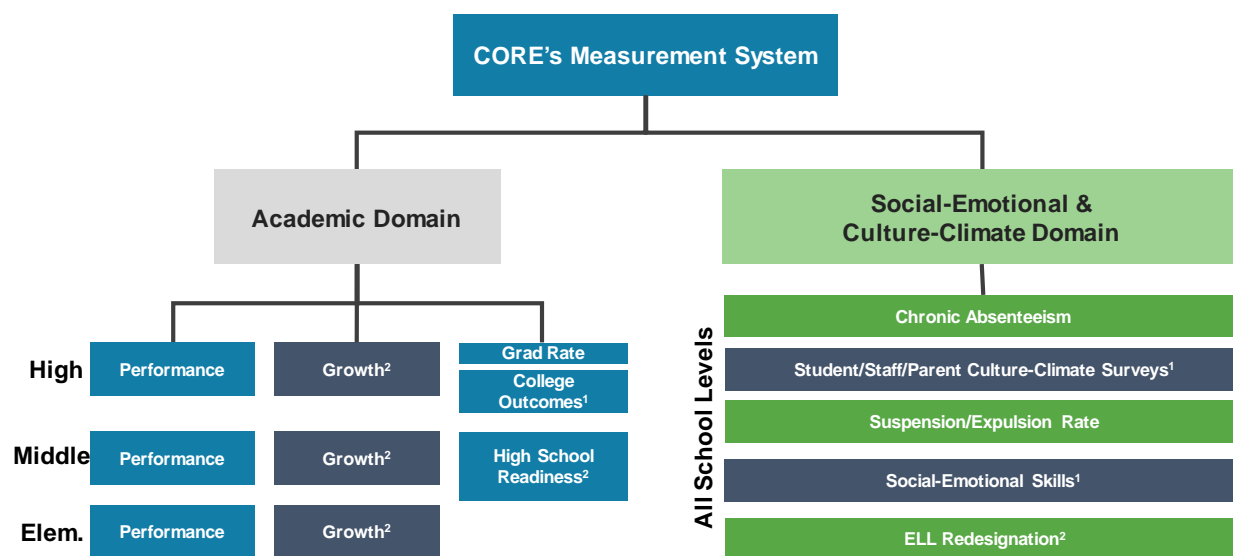 CORE's Measurement System
Academic Domain
Social-Emotional &
Culture-Climate Domain
High
Performance
Growth²
Grad Rate
College
Outcomes¹
Middle
Performance
Growth²
High School
Readiness²
Elem.
Performance
Growth²
All School Levels
Chronic Absenteeism
Student/Staff/Parent Culture-Climate Surveys¹
Suspension/Expulsion Rate
Social-Emotional Skills¹
ELL Redesignation²